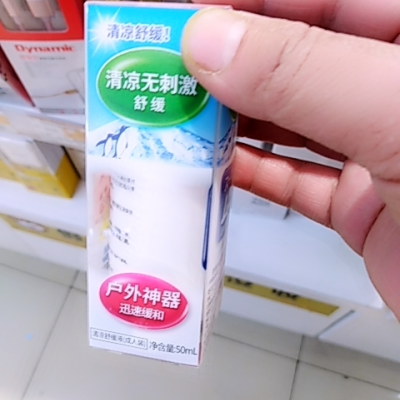 Dynamic
清凉舒缓!
清凉无刺激
舒缓
户外神器
迅速缓和
净含量:50mL